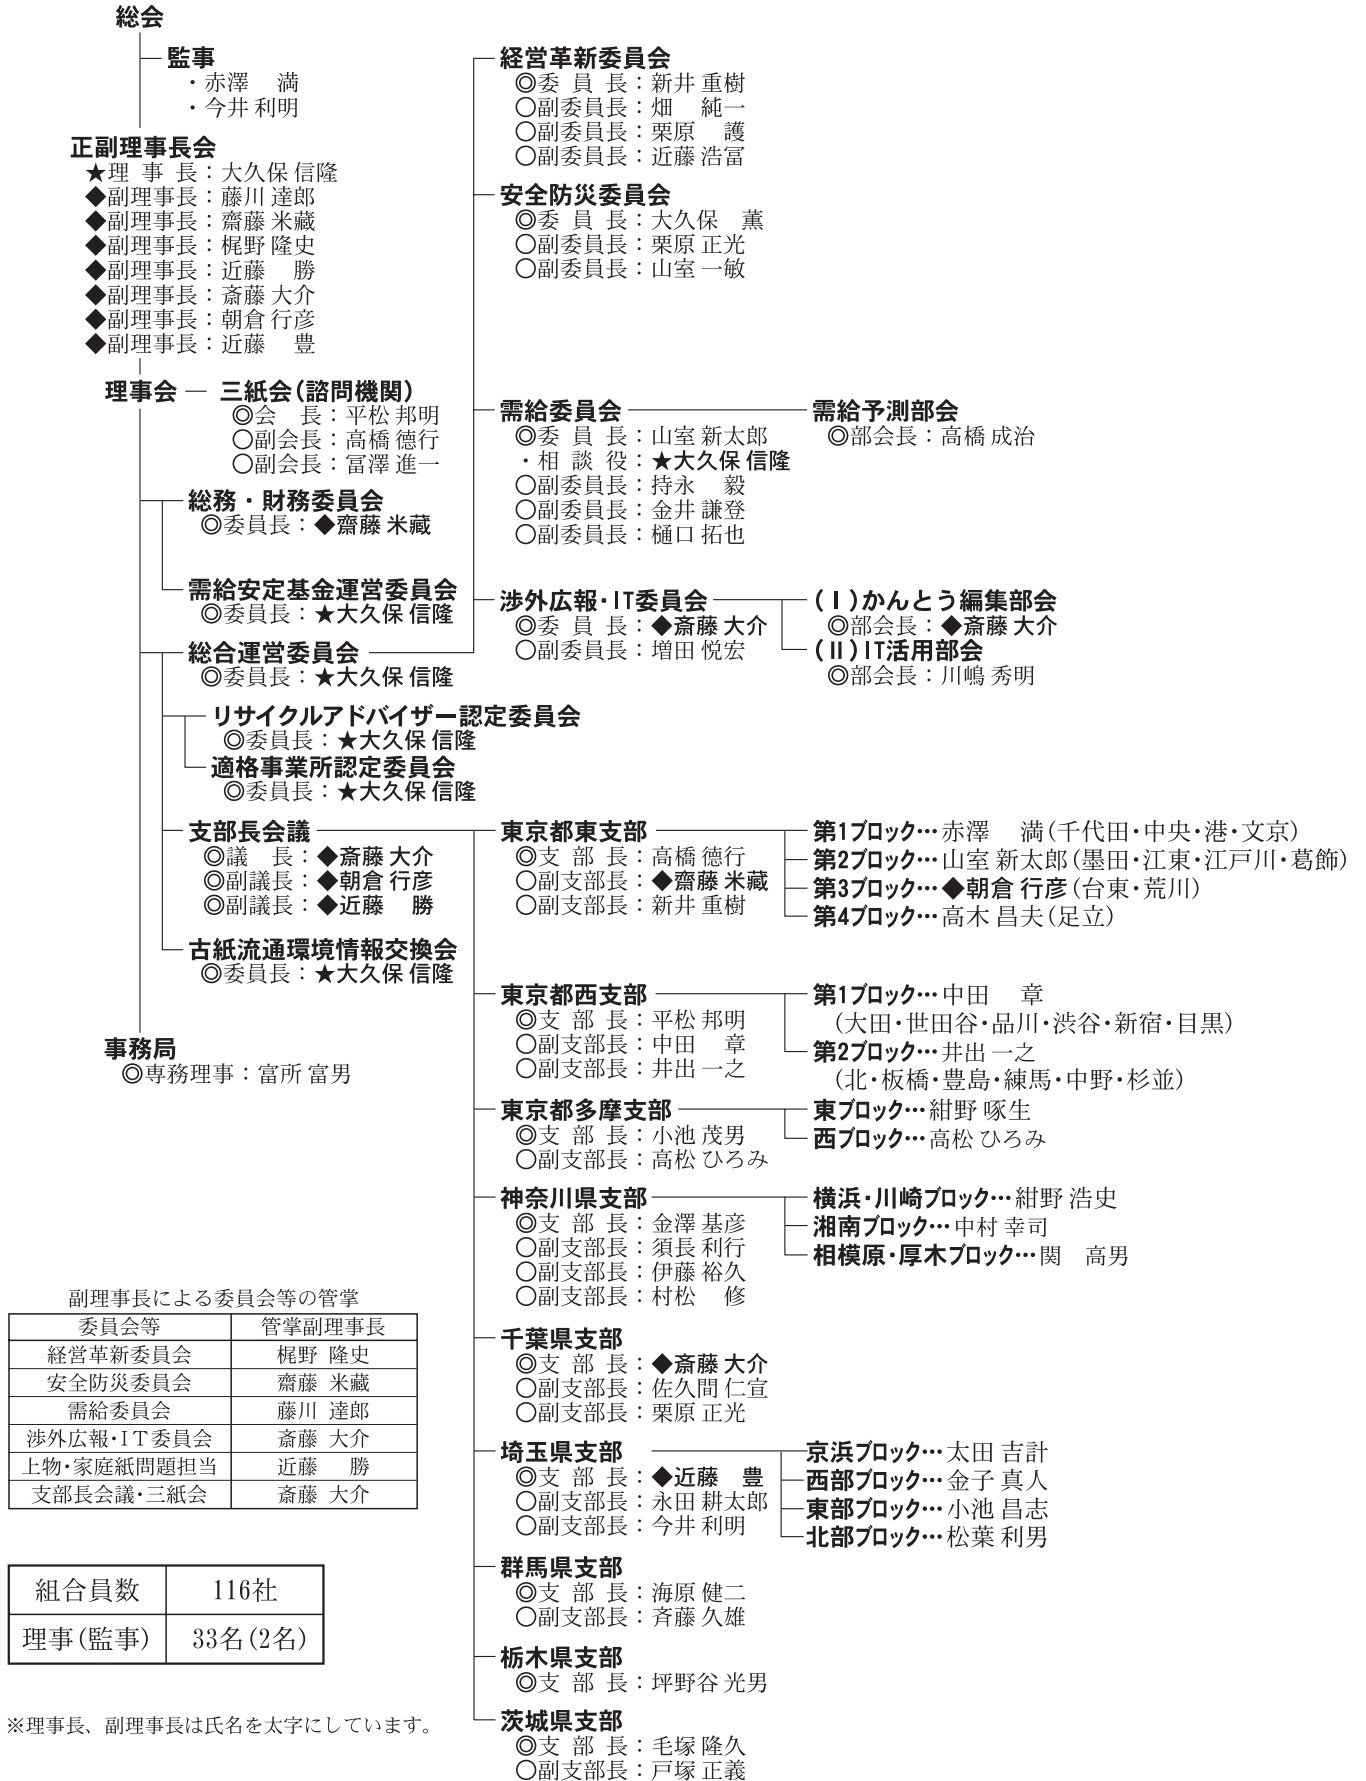 総会
監事
・赤澤　満
・今井 利明
正副理事長会
★理 事 長：大久保 信隆
◆副理事長：藤川 達郎
◆副理事長：齋藤 米藏
◆副理事長：梶野 隆史
◆副理事長：近藤　勝
◆副理事長：斎藤 大介
◆副理事長：朝倉 行彦
◆副理事長：近藤　豊
理事会
三紙会(諮問機関)
◎会　長：平松 邦明
○副会長：高橋 德行
○副会長：冨澤 進一
総務・財務委員会
◎委員長：◆齋藤 米藏
需給安定基金運営委員会
◎委員長：★大久保 信隆
総合運営委員会
◎委員長：★大久保 信隆
リサイクルアドバイザー認定委員会
◎委員長：★大久保 信隆
適格事業所認定委員会
◎委員長：★大久保 信隆
支部長会議
◎議　長：◆斎藤 大介
○副議長：◆朝倉 行彦
○副議長：◆近藤　勝
古紙流通環境情報交換会
◎委員長：★大久保 信隆
事務局
◎専務理事：富所 富男
経営革新委員会
◎委 員 長：新井 重樹
○副委員長：畑　純一
○副委員長：栗原　護
○副委員長：近藤 浩冨
安全防災委員会
◎委 員 長：大久保　薫
○副委員長：栗原 正光
○副委員長：山室 一敏
需給委員会
◎委 員 長：山室 新太郎
・相 談 役：★大久保 信隆
○副委員長：持永　毅
○副委員長：金井 謙登
○副委員長：樋口 拓也
需給予測部会
◎部会長：高橋 成治
渉外広報・IT委員会
◎委 員 長：◆斎藤 大介
○副委員長：増田 悦宏
(Ⅰ)かんとう編集部会
◎部会長：◆斎藤 大介
(Ⅱ)IT活用部会
◎部会長：川嶋 秀明
東京都東支部
◎支 部 長：高橋 德行
○副支部長：◆齋藤 米藏
○副支部長：新井 重樹
第1ブロック…赤澤　満(千代田・中央・港・文京)
第2ブロック…山室 新太郎(墨田・江東・江戸川・葛飾)
第3ブロック…◆朝倉 行彦(台東・荒川)
第4ブロック…高木 昌夫(足立)
東京都西支部
◎支 部 長：平松 邦明
○副支部長：中田　章
○副支部長：井出 一之
第1ブロック…中田　章
(大田・世田谷・品川・渋谷・新宿・目黒)
第2ブロック…井出 一之
(北・板橋・豊島・練馬・中野・杉並)
東京都多摩支部
◎支 部 長：小池 茂男
○副支部長：高松 ひろみ
東ブロック…紺野 啄生
西ブロック…高松 ひろみ
神奈川県支部
◎支 部 長：金澤 基彦
○副支部長：須長 利行
○副支部長：伊藤 裕久
○副支部長：村松　修
横浜・川崎ブロック…紺野 浩史
湘南ブロック…中村 幸司
相模原・厚木ブロック…関　高男
千葉県支部
◎支 部 長：◆斎藤 大介
○副支部長：佐久間 仁宣
○副支部長：栗原 正光
埼玉県支部
◎支 部 長：◆近藤　豊
○副支部長：永田 耕太郎
○副支部長：今井 利明
京浜ブロック…太田 吉計
西部ブロック…金子 真人
東部ブロック…小池 昌志
北部ブロック…松葉 利男
群馬県支部
◎支 部 長：海原 健二
○副支部長：斉藤 久雄
栃木県支部
◎支 部 長：坪野谷 光男
茨城県支部
◎支 部 長：毛塚 隆久
○副支部長：戸塚 正義
副理事長による委員会等の管掌
委員会等　管掌副理事長
経営革新委員会　梶野 隆史
安全防災委員会　齋藤 米藏
需給委員会　藤川 達郎
渉外広報・ＩＴ委員会　斎藤 大介
上物・家庭紙問題担当　近藤　勝
支部長会議・三紙会　斎藤 大介
組合員数　116社
理事(監事)　33名(2名)
※理事長、副理事長は氏名を太字にしています。